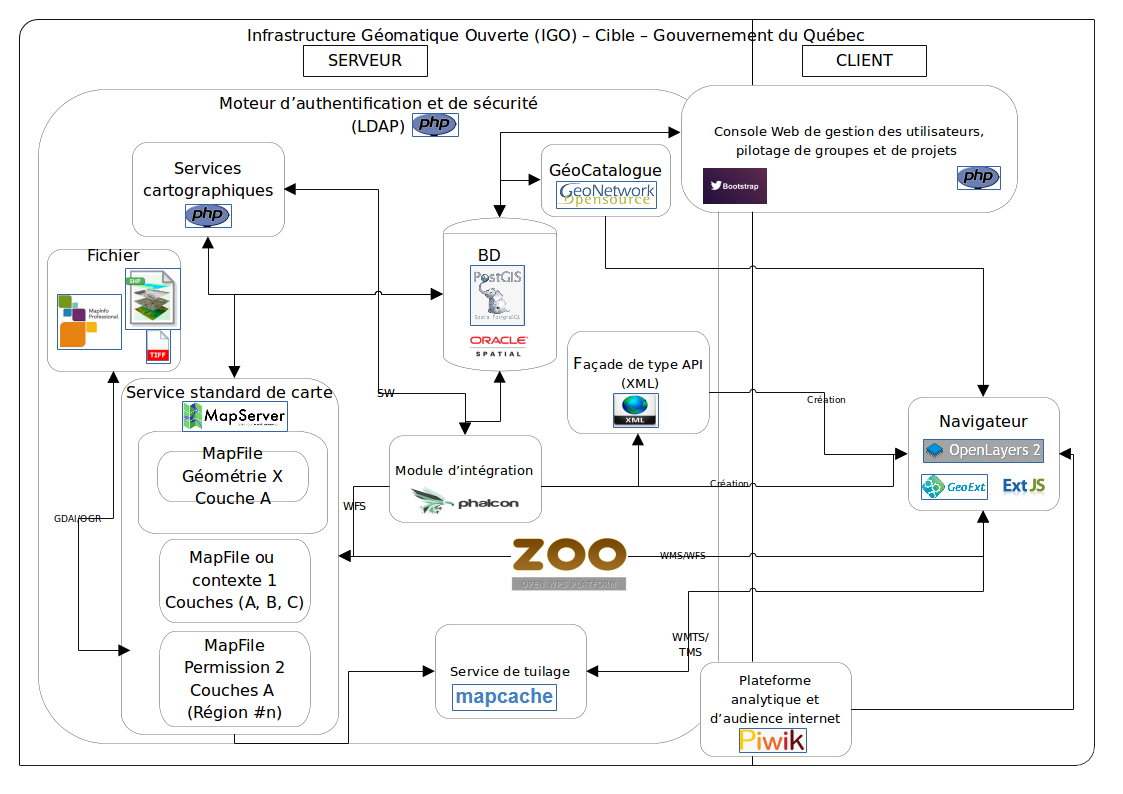 Infrastructure Géomatique Ouverte (IGO) – Cible – Gouvernement du Québec
SERVEUR
CLIENT
Moteur d’authentification et de sécurité
(LDAP)
php
Console Web de gestion des utilisateurs,
pilotage de groupes et de projets
Bootstrap
php
Services
cartographiques
php
GéoCatalogue
GeoNetwork
Opensource
Fichier
MapInfo
Professional
SHP
TIFF
BD
PostGIS
ORACLE
SPATIAL
Façade de type API
(XML)
XML
Service standard de carte
MapServer
MapFile
Géométrie X
Couche A
MapFile ou
contexte 1
Couches (A, B, C)
MapFile
Permission 2
Couches A
(Région #n)
GDAl/OGR
SW
Module d’intégration
phalcon
WFS
Création
Création
Navigateur
OpenLayers 2
GeoExt
Ext JS
ZOO
OPEN WPS PLATFORM
WMS/WFS
WMTS/
TMS
Service de tuilage
mapcache
Plateforme
analytique et
d’audience internet
Piwik